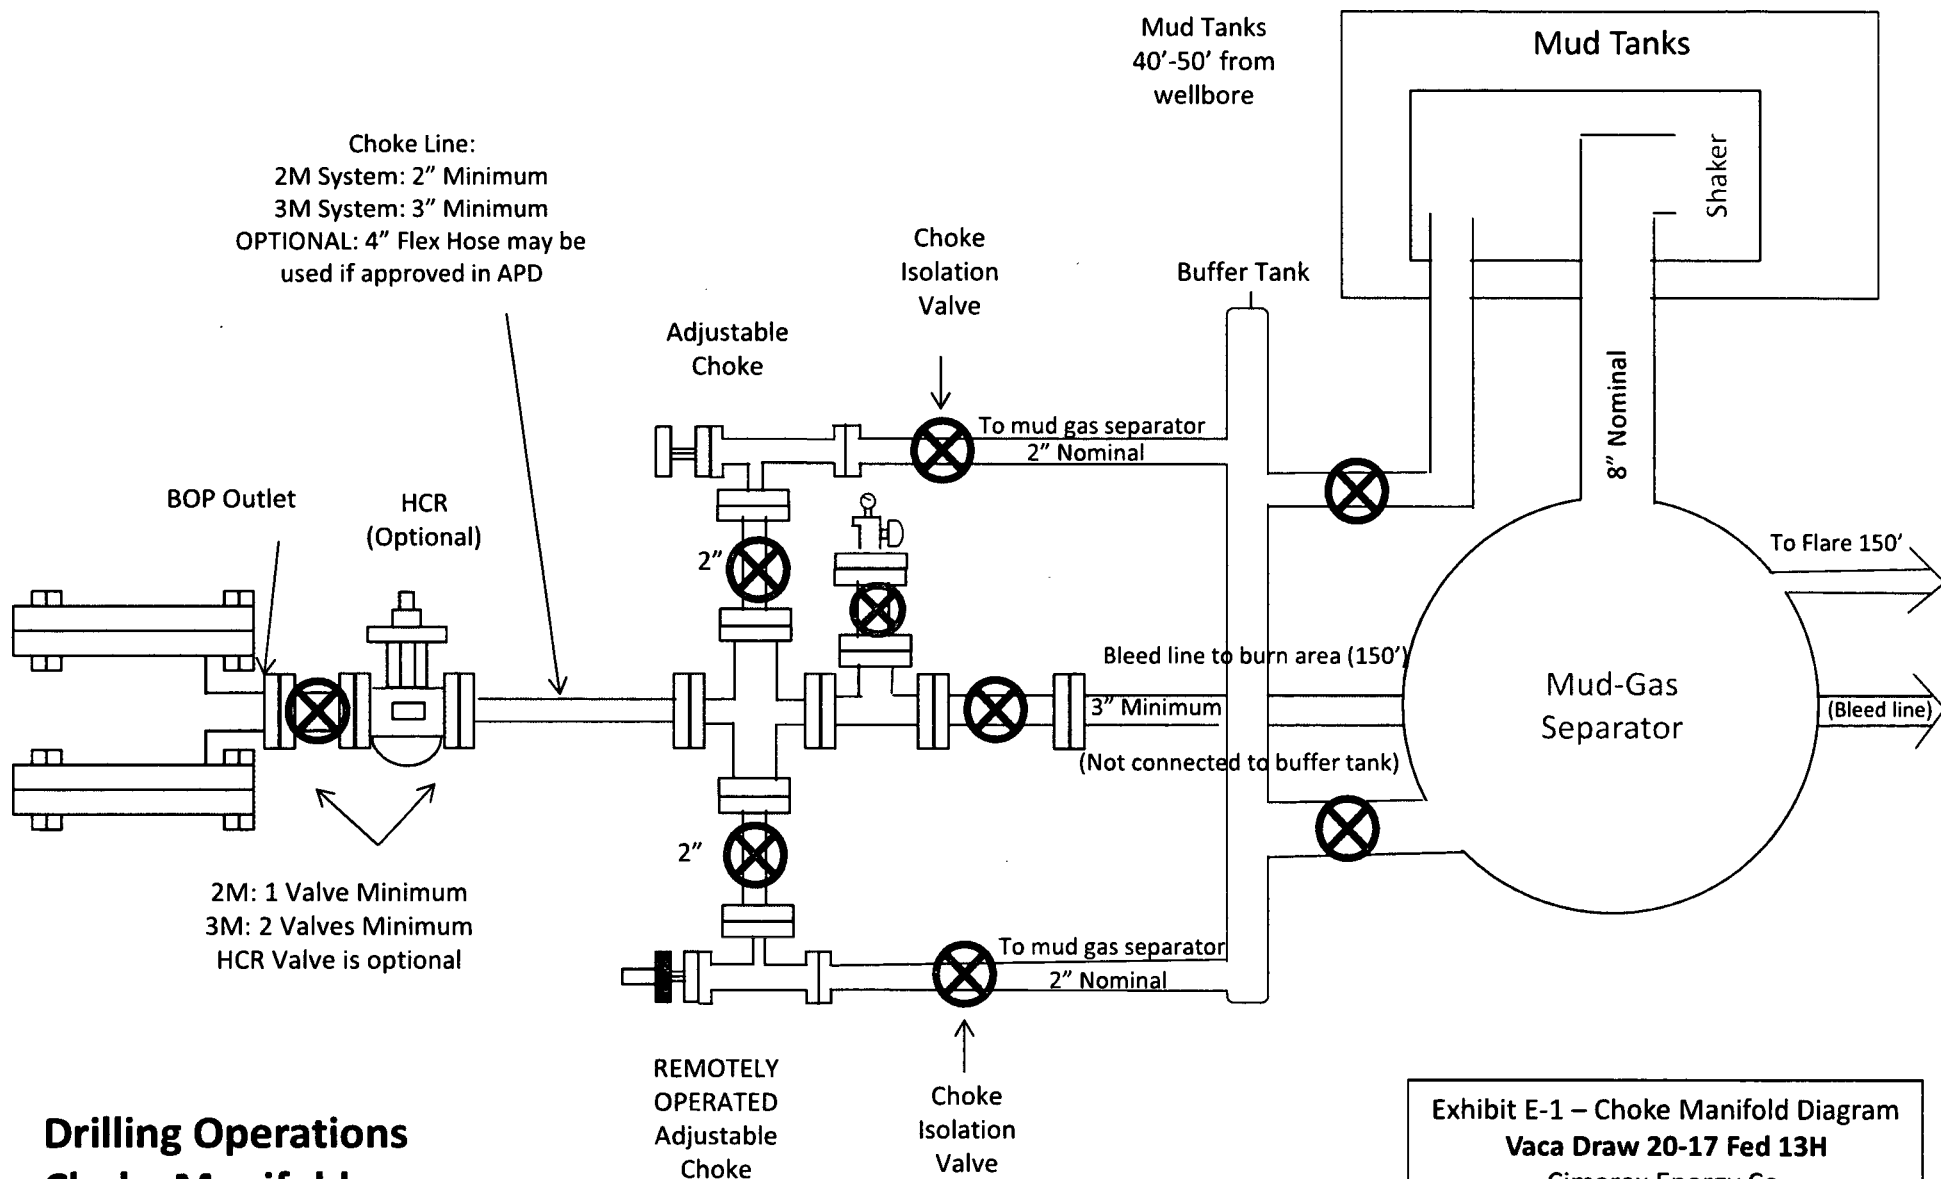 Mud Tanks
40'-50' from
wellbore
Mud Tanks
Shaker
Choke Line:
2M System: 2" Minimum
3M System: 3" Minimum
OPTIONAL: 4" Flex Hose may be
used if approved in APD
Choke
Isolation
Valve
Buffer Tank
Adjustable
Choke
8" Nominal
To mud gas separator
2" Nominal
BOP Outlet
HCR
(Optional)
2"
To Flare 150'
Bleed line to burn area (150')
3" Minimum
(Not connected to buffer tank)
Mud-Gas
Separator
(Bleed line)
2"
2M: 1 Valve Minimum
3M: 2 Valves Minimum
HCR Valve is optional
To mud gas separator
2" Nominal
REMOTELY
OPERATED
Adjustable
Choke
Choke
Isolation
Valve
Drilling Operations
Choke Manifold
Exhibit E-1 – Choke Manifold Diagram
Vaca Draw 20-17 Fed 13H
Cimarex Energy Co.